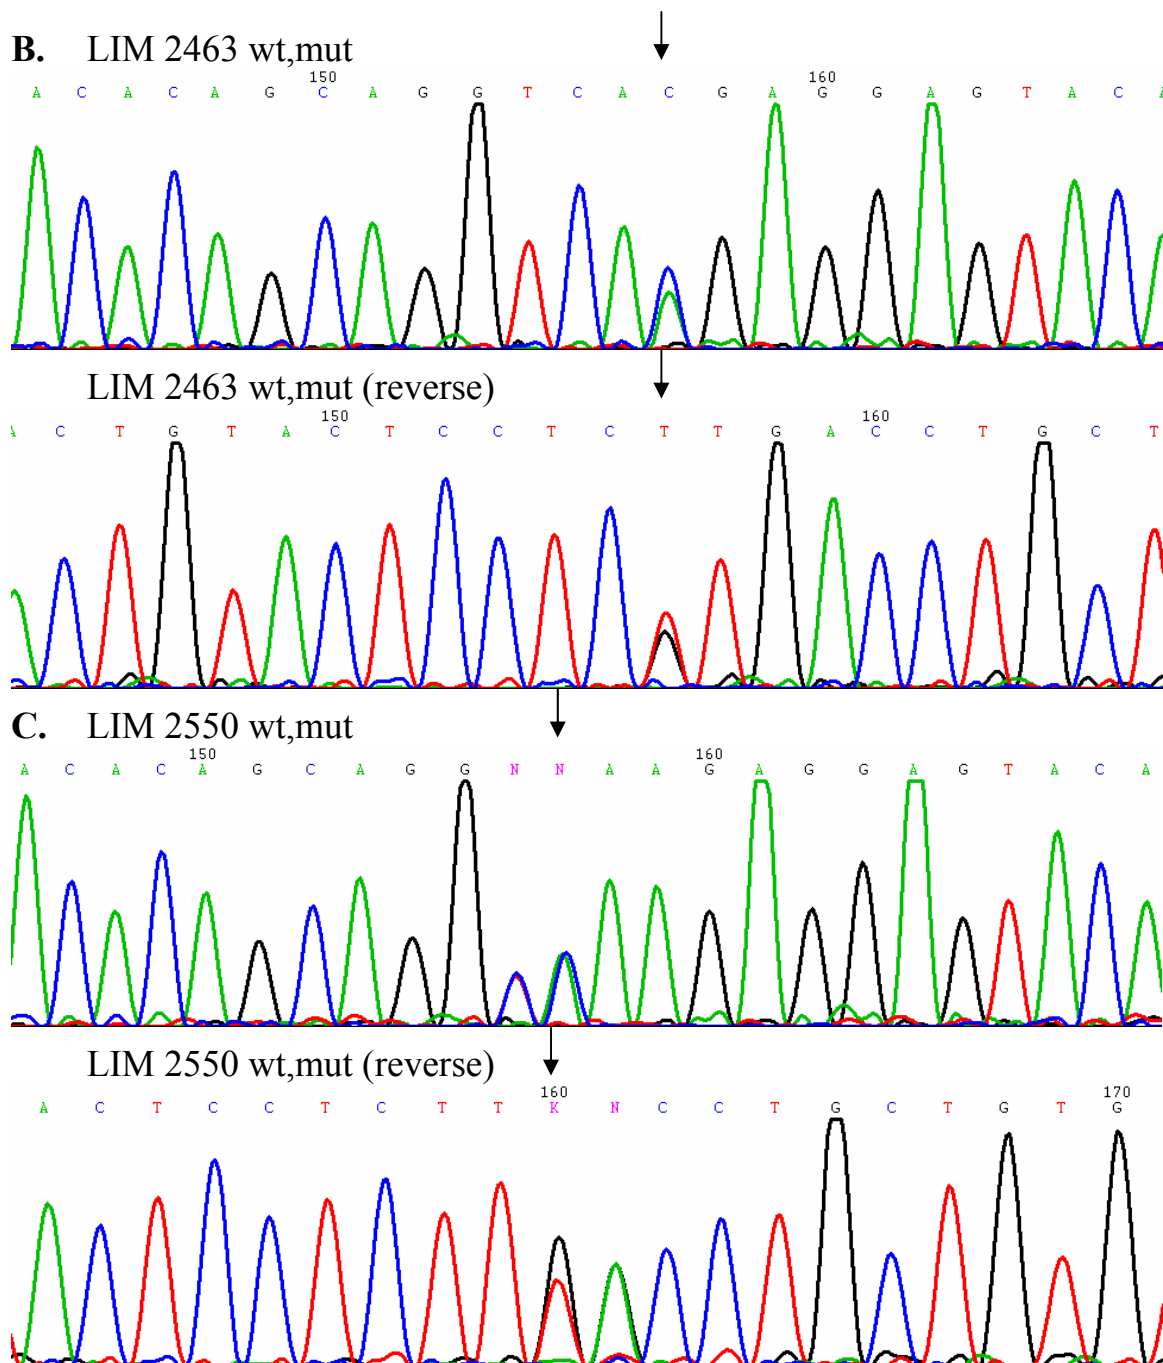 B. LIM 2463 wt,mut
150 160
A C A C A G C A G G T C A C G A G G A G T A C A
LIM 2463 wt,mut (reverse)
150 160
A C T G T A C T C C T C T T G A C C T G C T
C. LIM 2550 wt,mut
150 160
A C A C A G C A G G N N A A G A G G A G T A C A
LIM 2550 wt,mut (reverse)
160 170
A C T C C T C T T K N C C T G C T G T G